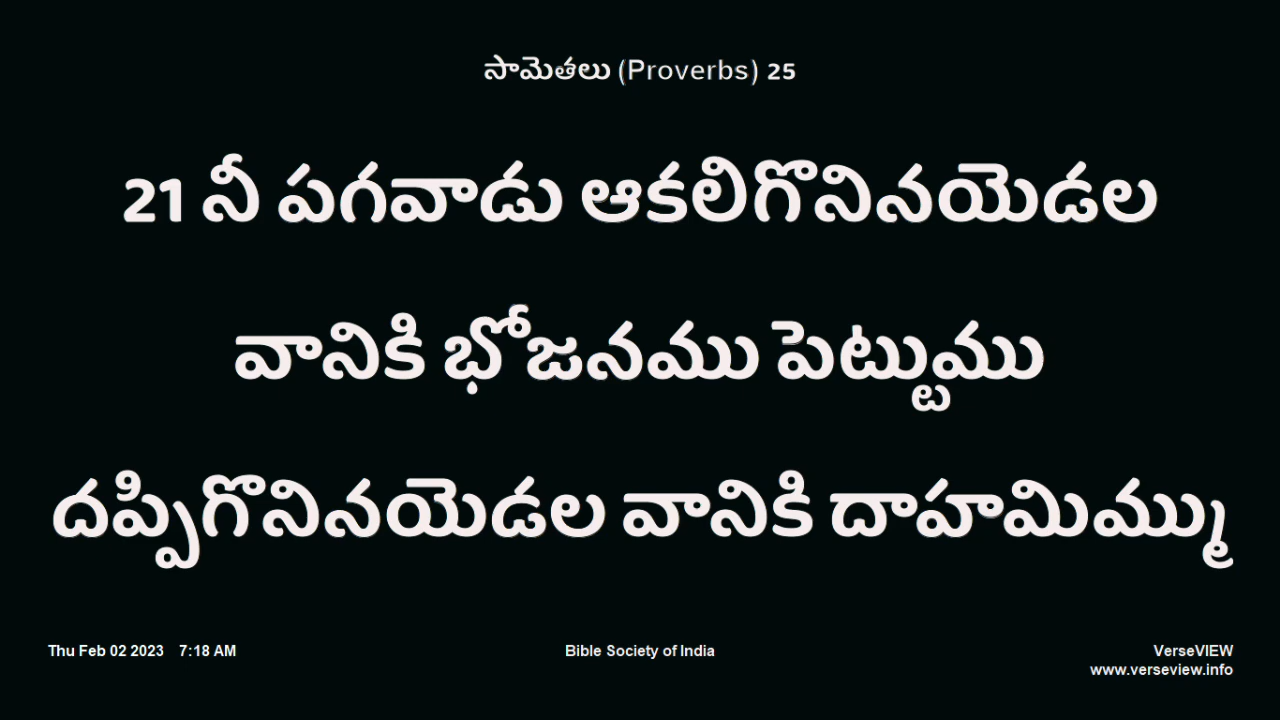 సామెతలు (Proverbs) 25
21 నీ పగవాడు ఆకలిగొనినయెడల
వానికి భోజనము పెట్టుము
దప్పిగొనినయెడల వానికి దాహమిమ్ము
Thu Feb 02 2023 7:18 AM
Bible Society of India
VerseVIEW
www.verseview.info